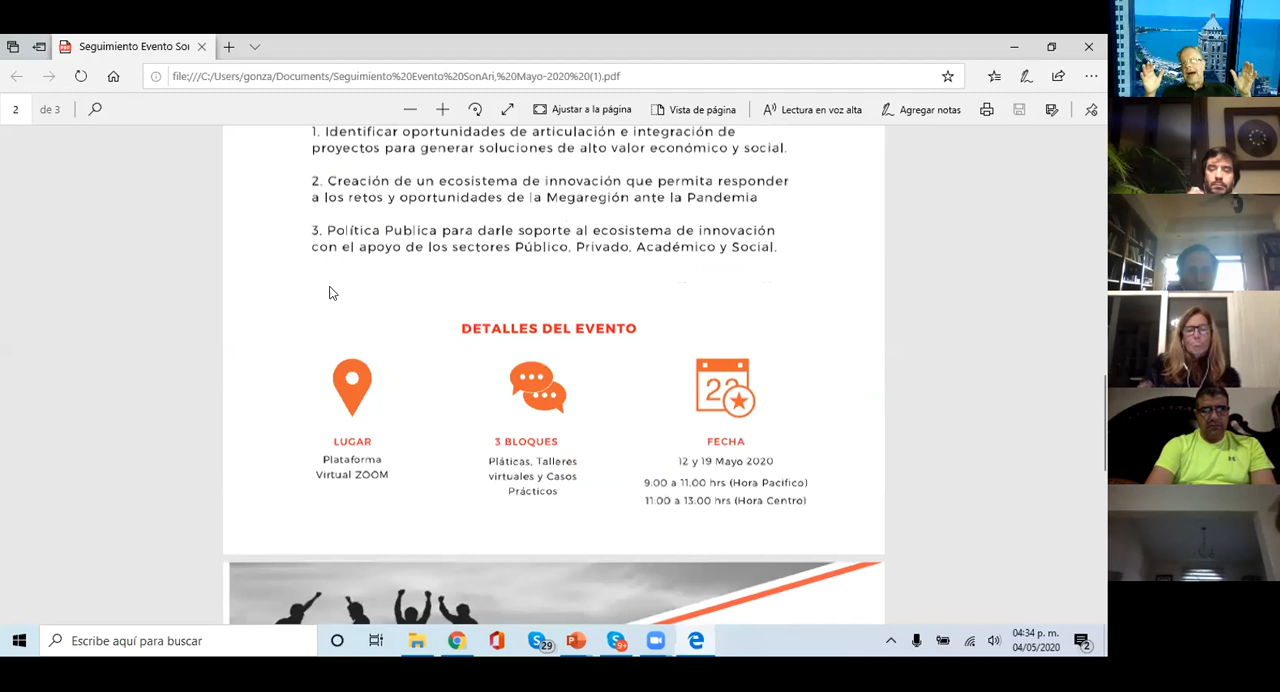 Seguimiento Evento Son
file:///C:/Users/gonza/Documents/Seguimiento%20Evento%20SonAri,%20Mayo-2020%20(1).pdf
2 de 3
Ajustar a la página
Vista de página
Lectura en voz alta
Agregar notas
1. Identificar oportunidades de articulación e integración de
proyectos para generar soluciones de alto valor económico y social.
2. Creación de un ecosistema de innovación que permita responder
a los retos y oportunidades de la Megaregión ante la Pandemia
3. Política Publica para darle soporte al ecosistema de innovación
con el apoyo de los sectores Público, Privado, Académico y Social.
DETALLES DEL EVENTO
22
LUGAR
Plataforma
Virtual ZOOM
3 BLOQUES
Pláticas, Talleres
virtuales y Casos
Prácticos
FECHA
12 y 19 Mayo 2020
9:00 a 11:00 hrs (Hora Pacífico)
11:00 a 13:00 hrs (Hora Centro)
Escribe aquí para buscar
29
9+
04:34 p. m.
04/05/2020
2